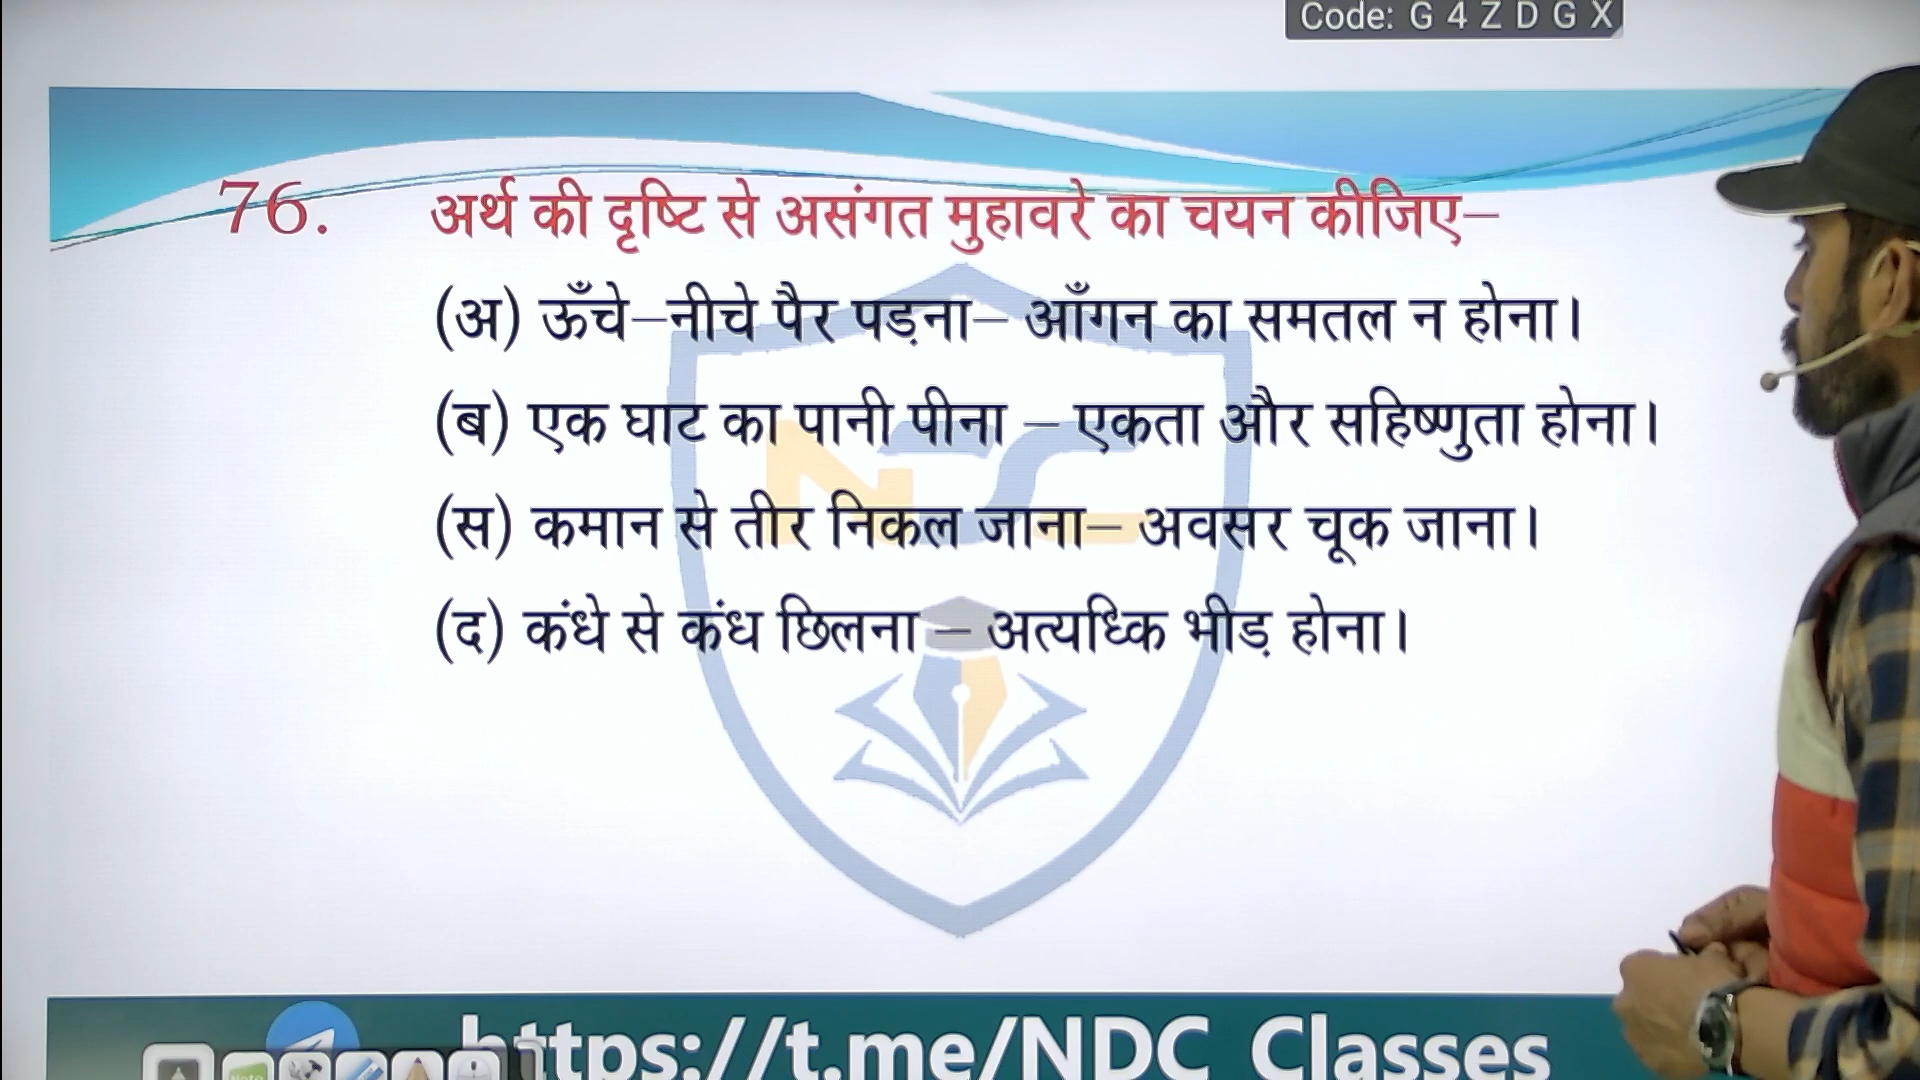 Code: G 4 Z D G X
76. अर्थ की दृष्टि से असंगत मुहावरे का चयन कीजिए–
(अ) ऊँचे–नीचे पैर पड़ना– आँगन का समतल न होना।
(ब) एक घाट का पानी पीना – एकता और सहिष्णुता होना।
(स) कमान से तीर निकल जाना– अवसर चूक जाना।
(द) कंधे से कंध छिलना – अत्यध्कि भीड़ होना।
https://t.me/NDC_Classes
Note